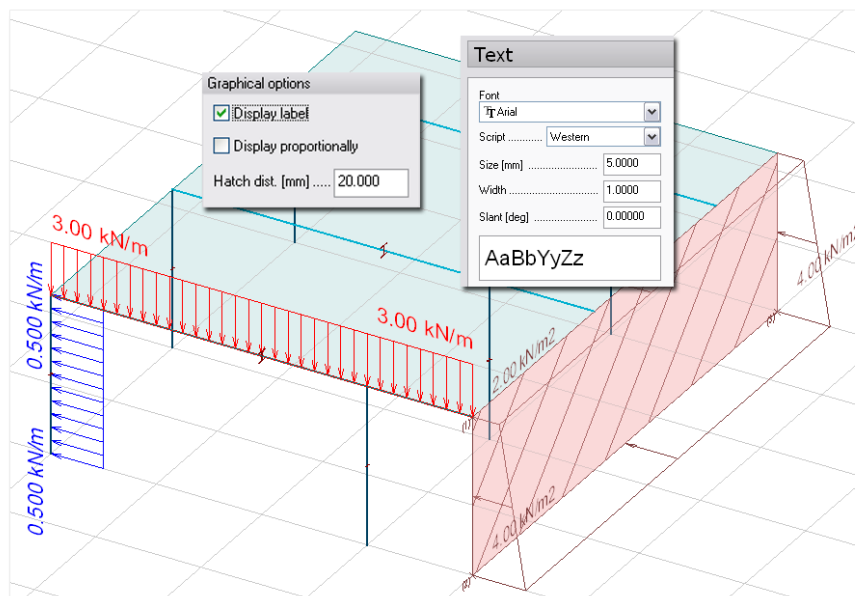 Graphical options
Display label
Display proportionally
Hatch dist. [mm] ..... 20.000
Text
Font
Arial
Script .......... Western
Size [mm] ...................... 5.0000
Width ............................ 1.0000
Slant [deg] ..................... 0.00000
AaBbYyZz
3.00 kN/m
3.00 kN/m
0.500 kN/m
0.500 kN/m
2.00 kN/m2
4.00 kN/m2
4.00 kN/m2
(1)